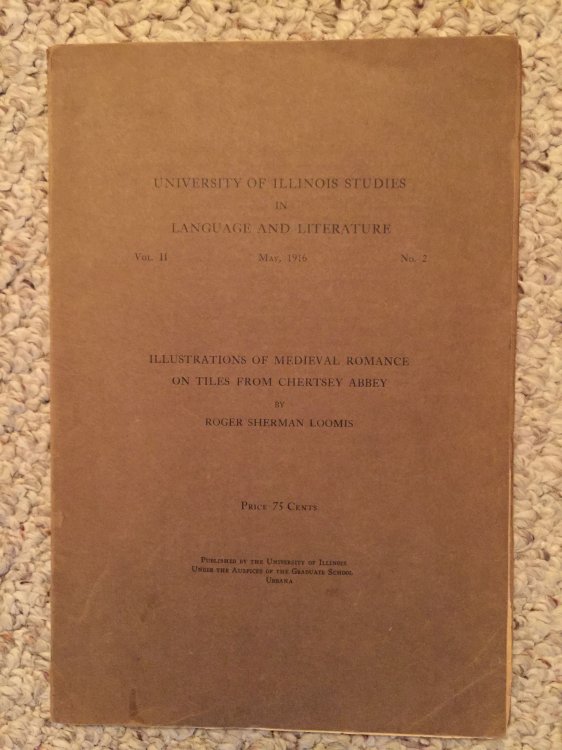 UNIVERSITY OF ILLINOIS STUDIES
IN
LANGUAGE AND LITERATURE
Vol. II May, 1916 No. 2
ILLUSTRATIONS OF MEDIEVAL ROMANCE
ON TILES FROM CHERTSEY ABBEY
BY
ROGER SHERMAN LOOMIS
Price 75 Cents
Published by the University of Illinois
Under the Auspices of the Graduate School
Urbana